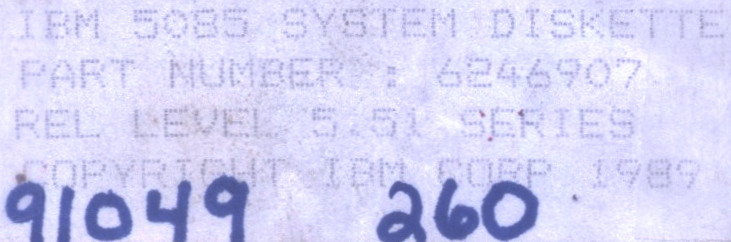 IBM 5085 SYSTEM DISKETTE
PART NUMBER : 6246907
REL LEVEL 5.51 SERIES
COPYRIGHT IBM CORP 1989
91049 260